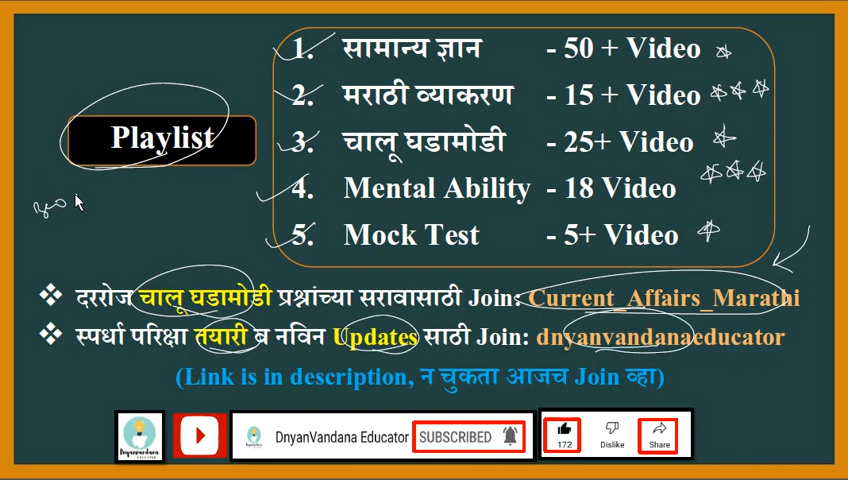 1. सामान्य ज्ञान - 50 + Video
2. मराठी व्याकरण - 15 + Video
Playlist
3. चालू घडामोडी - 25+ Video
4. Mental Ability - 18 Video
5. Mock Test - 5+ Video
❖ दररोज चालू घडामोडी प्रश्नांच्या सरावासाठी Join: Current_Affairs_Marathi
❖ स्पर्धा परिक्षा तयारी व नविन Updates साठी Join: dnyanvandanaeducator
(Link is in description, न चुकता आजच Join व्हा)
DnyanVandana Educator SUBSCRIBED
172 Dislike Share